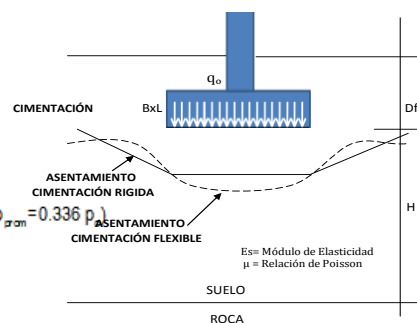 qₒ
CIMENTACIÓN
BxL
Df
ASENTAMIENTO
CIMENTACIÓN RIGIDA
=0.336 p
ASENTAMIENTO
CIMENTACIÓN FLEXIBLE
H
Es= Módulo de Elasticidad
μ = Relación de Poisson
SUELO
ROCA